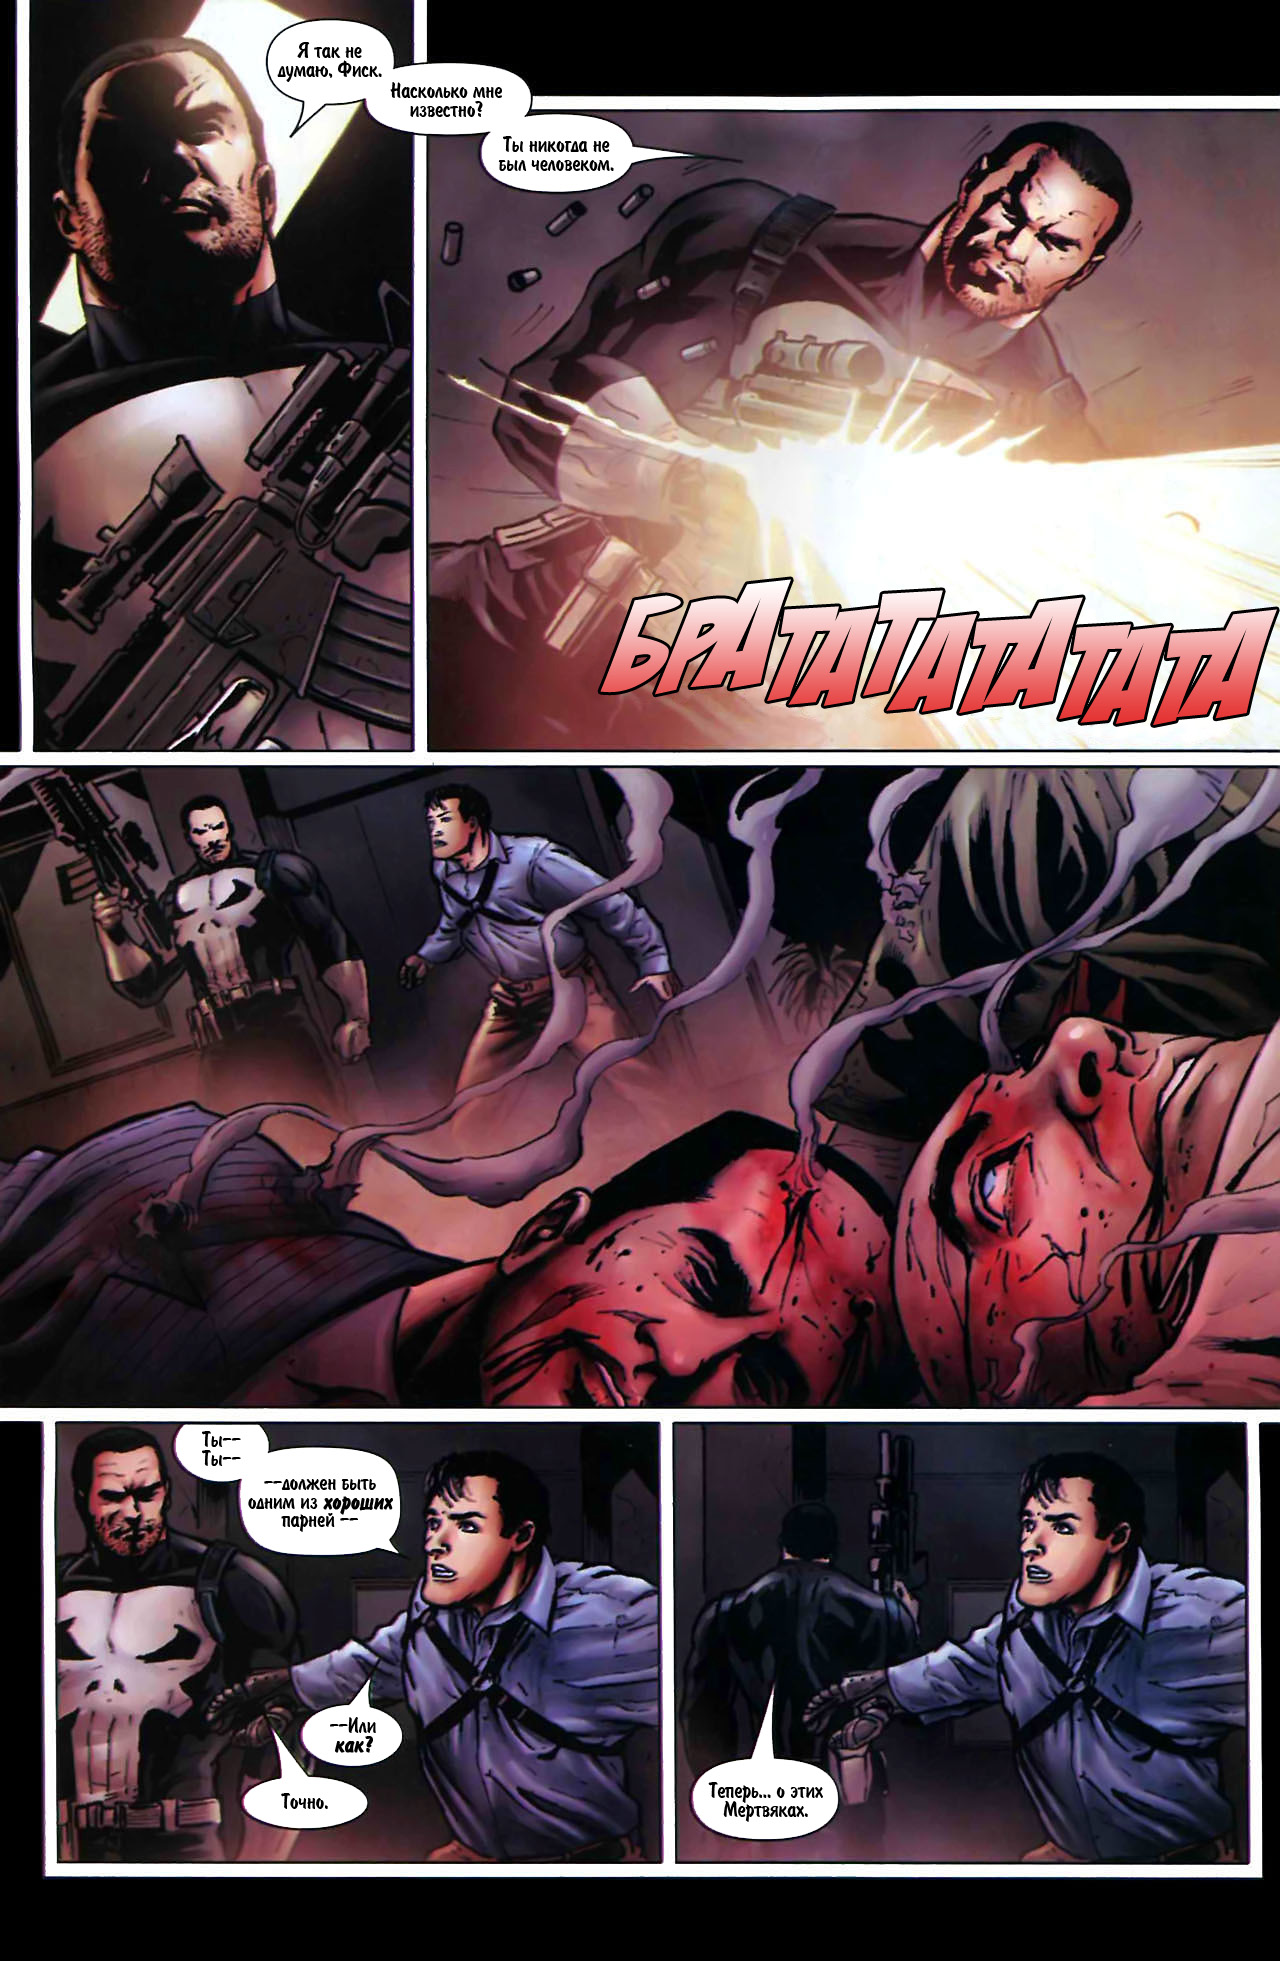 Я так не
думаю, Фиск.
Насколько мне
известно?
Ты никогда не
был человеком.
БРАТАТАТАТАТАТА
Ты--
Ты--
--должен быть
одним из хороших
парней --
--Или
как?
Точно.
Теперь... о этих
Мертвяках.